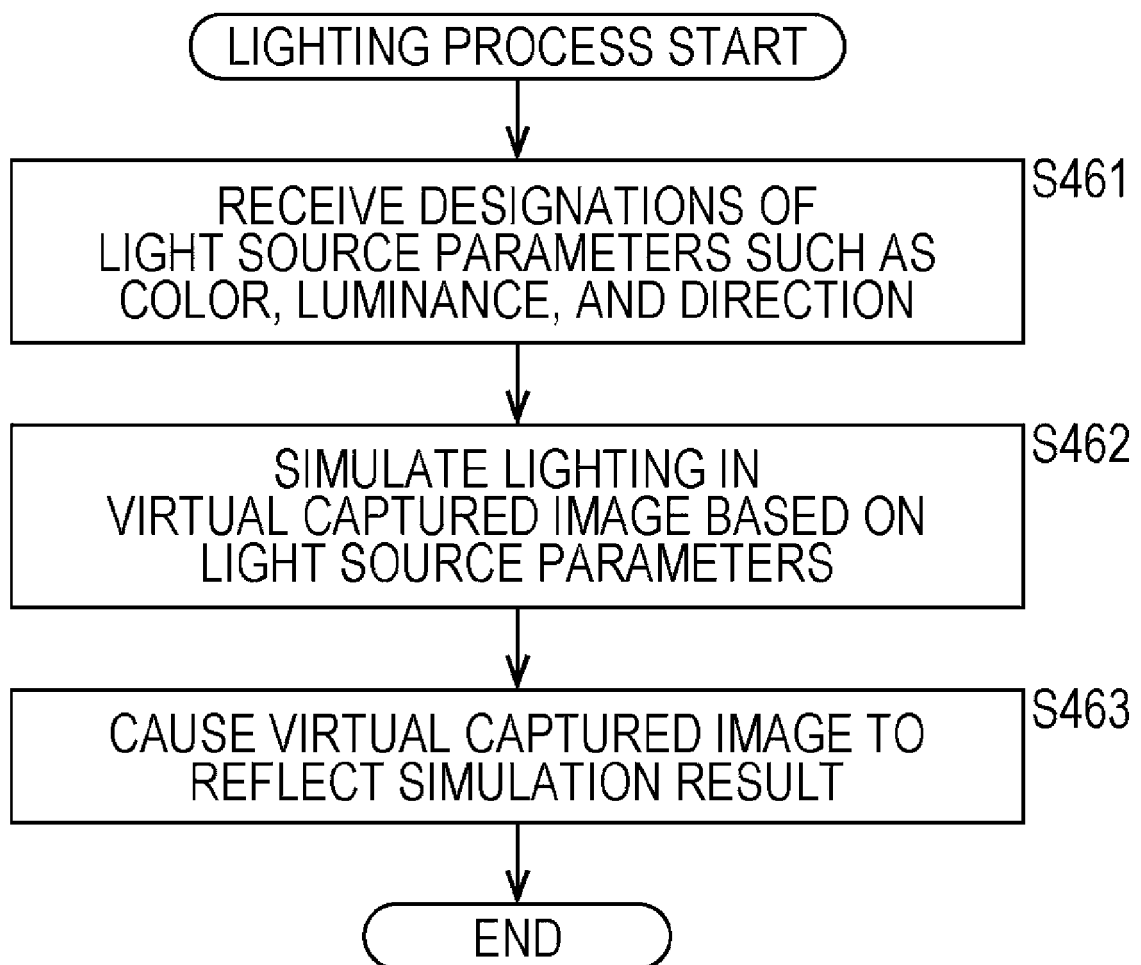 LIGHTING PROCESS START
S461
RECEIVE DESIGNATIONS OF
LIGHT SOURCE PARAMETERS SUCH AS
COLOR, LUMINANCE, AND DIRECTION
S462
SIMULATE LIGHTING IN
VIRTUAL CAPTURED IMAGE BASED ON
LIGHT SOURCE PARAMETERS
S463
CAUSE VIRTUAL CAPTURED IMAGE TO
REFLECT SIMULATION RESULT
END